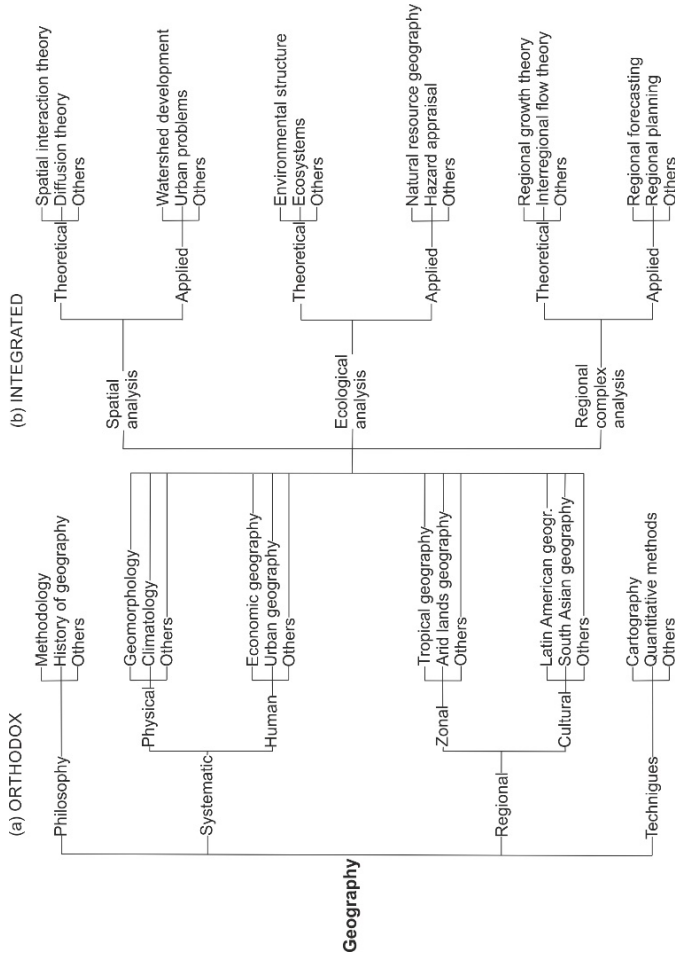 (a) ORTHODOX
(b) INTEGRATED
Geography
Philosophy
Methodology
History of geography
Others
Systematic
Physical
Geomorphology
Climatology
Others
Human
Economic geography
Urban geography
Others
Regional
Zonal
Tropical geography
Arid lands geography
Others
Cultural
Latin American geogr.
South Asian geography
Others
Technigues
Cartography
Quantitative methods
Others
Spatial
analysis
Theoretical
Spatial interaction theory
Diffusion theory
Others
Applied
Watershed development
Urban problems
Others
Ecological
analysis
Theoretical
Environmental structure
Ecosystems
Others
Applied
Natural resource geography
Hazard appraisal
Others
Regional
complex
analysis
Theoretical
Regional growth theory
Interregional flow theory
Others
Applied
Regional forecasting
Regional planning
Others